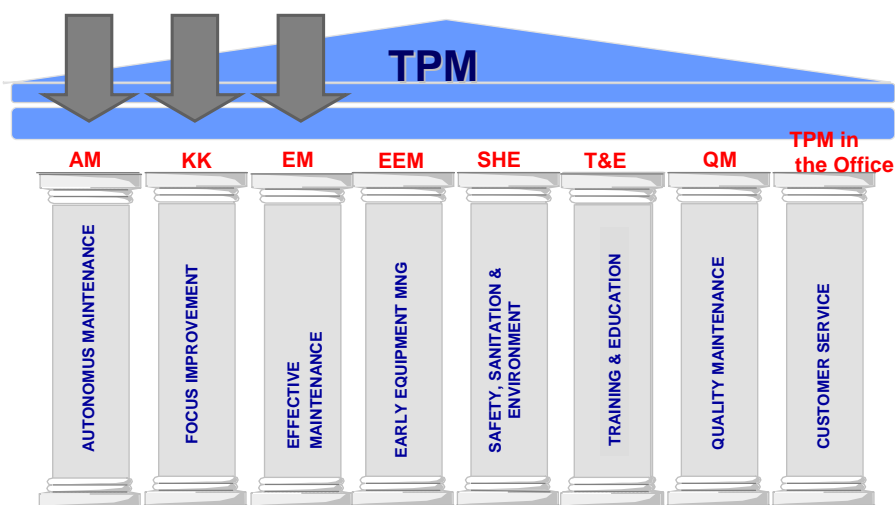 TPM
AM
KK
EM
EEM
SHE
T&E
QM
TPM in
the Office
AUTONOMUS MAINTENANCE
FOCUS IMPROVEMENT
EFFECTIVE
MAINTENANCE
EARLY EQUIPMENT MNG
SAFETY, SANITATION &
ENVIRONMENT
TRAINING & EDUCATION
QUALITY MAINTENANCE
CUSTOMER SERVICE